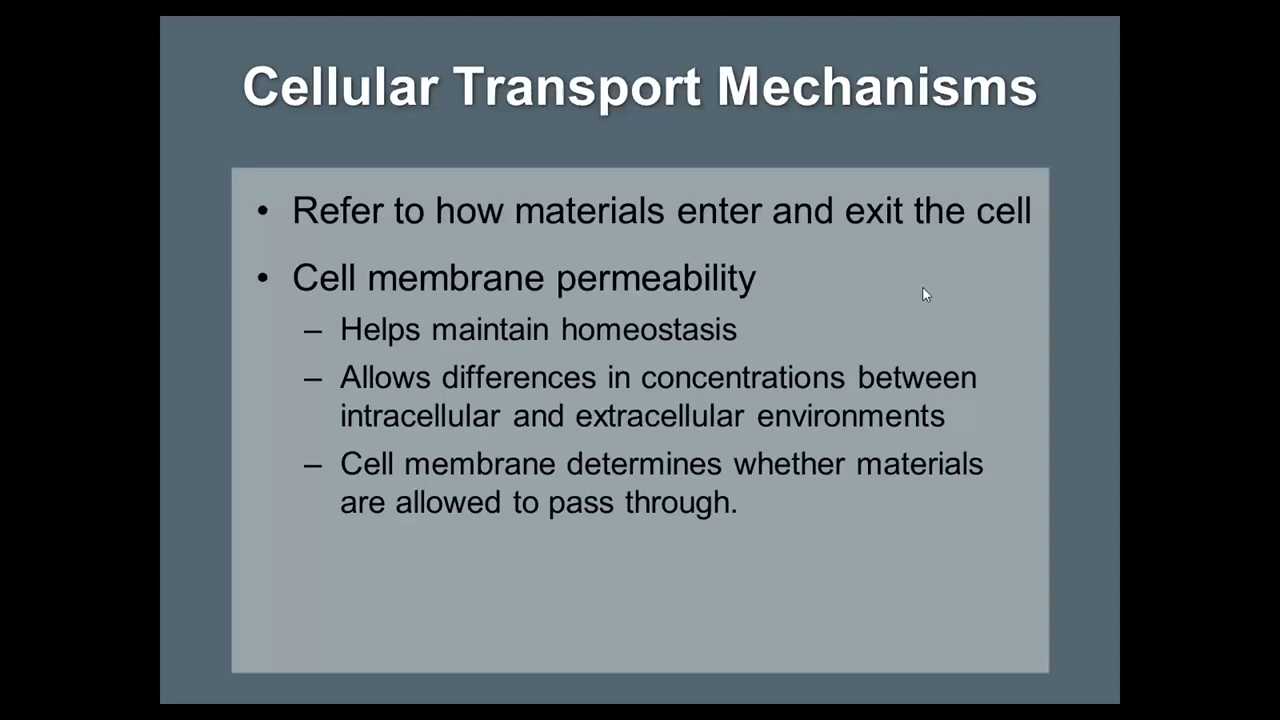 Cellular Transport Mechanisms
• Refer to how materials enter and exit the cell
• Cell membrane permeability
– Helps maintain homeostasis
– Allows differences in concentrations between
intracellular and extracellular environments
– Cell membrane determines whether materials
are allowed to pass through.